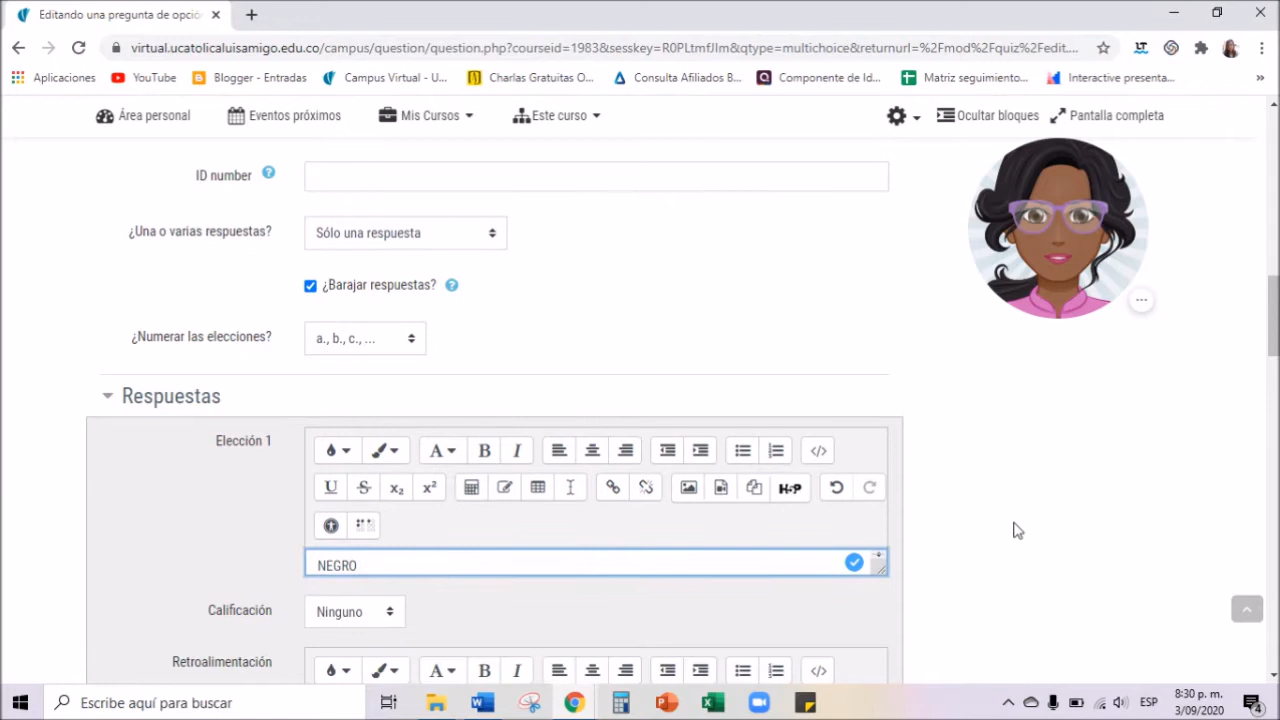 Editando una pregunta de opció
virtual.ucatolicaluisamigo.edu.co/campus/question/question.php?courseid=1983&sesskey=R0PLtmfJIm&qtype=multichoice&returnurl=%2Fmod%2Fquiz%2Fedit....
Aplicaciones YouTube Blogger - Entradas Campus Virtual - U... Charlas Gratuitas O... Consulta Afiliados-B... Componente de Id... Matriz seguimiento... Interactive presenta... »
Área personal Eventos próximos Mis Cursos Este curso Ocultar bloques Pantalla completa
ID number
¿Una o varias respuestas? Sólo una respuesta
¿Barajar respuestas?
¿Numerar las elecciones? a., b., c., ...
Respuestas
Elección 1
A B I </>
U S x₂ x² H-P
NEGRO
Calificación Ninguno
Retroalimentación
A B I </>
Escribe aquí para buscar
ESP
8:30 p. m.
3/09/2020
4